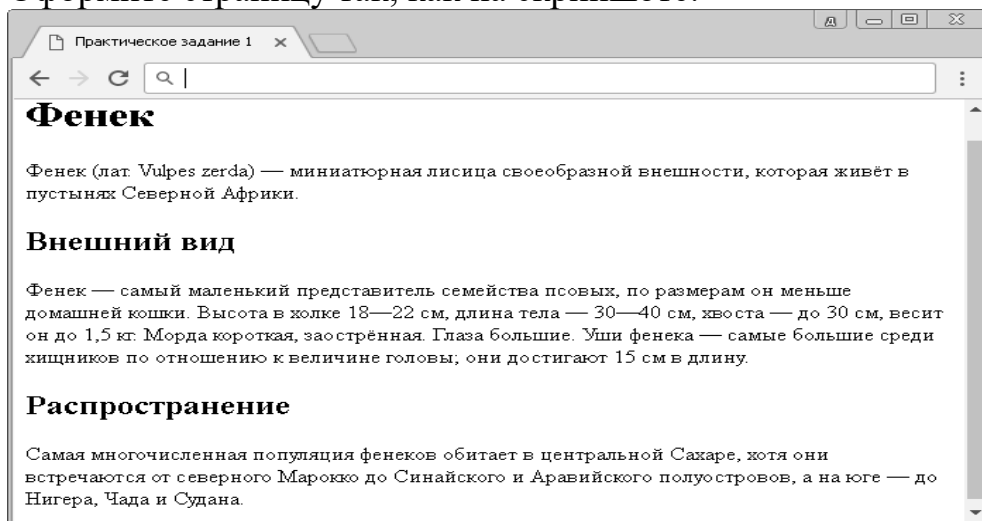 Оформите страницу так, как на скриншоте:
Практическое задание 1
Фенек
Фенек (лат. Vulpes zerda) — миниатюрная лисица своеобразной внешности, которая живёт в
пустынях Северной Африки.
Внешний вид
Фенек — самый маленький представитель семейства псовых, по размерам он меньше
домашней кошки. Высота в холке 18—22 см, длина тела — 30—40 см, хвоста — до 30 см, весит
он до 1,5 кг. Морда короткая, заострённая. Глаза большие. Уши фенека — самые большие среди
хищников по отношению к величине головы; они достигают 15 см в длину.
Распространение
Самая многочисленная популяция фенеков обитает в центральной Сахаре, хотя они
встречаются от северного Марокко до Синайского и Аравийского полуостровов, а на юге — до
Нигера, Чада и Судана.